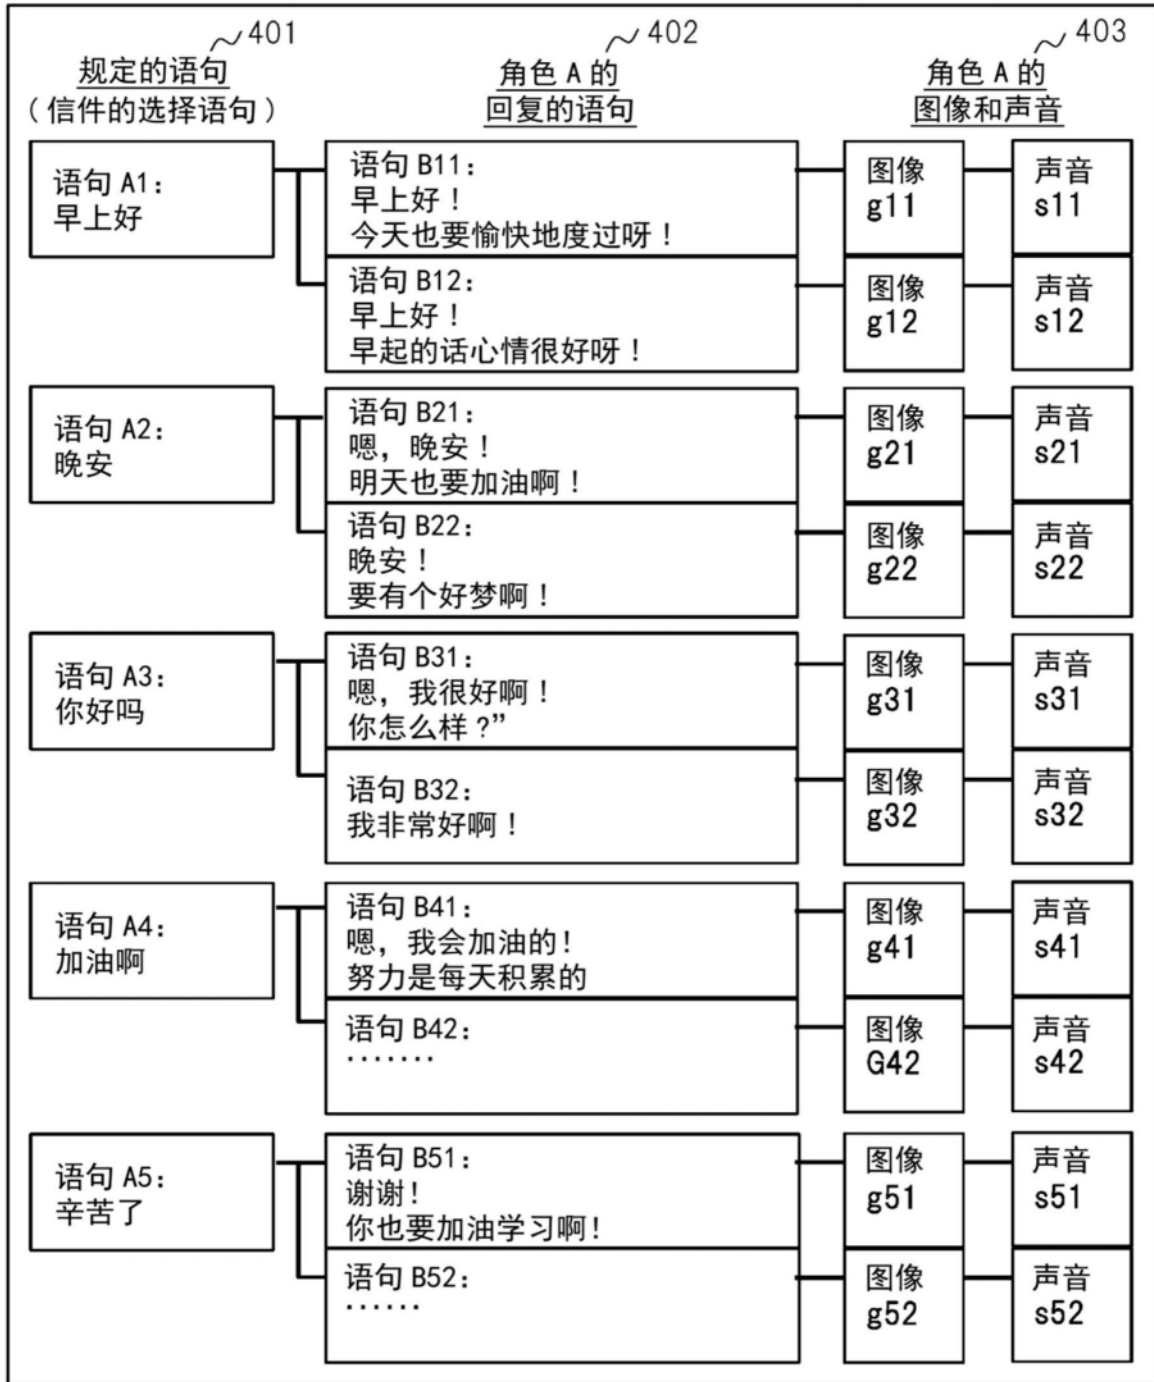 401
402
403
规定的语句
(信件的选择语句)
角色 A 的
回复的语句
角色 A 的
图像和声音
语句 A1:
早上好
语句 B11:
早上好!
今天也要愉快地度过呀!
图像
g11
声音
s11
语句 B12:
早上好!
早起的话心情很好呀!
图像
g12
声音
s12
语句 A2:
晚安
语句 B21:
嗯, 晚安!
明天也要加油啊!
图像
g21
声音
s21
语句 B22:
晚安!
要有个好梦啊!
图像
g22
声音
s22
语句 A3:
你好吗
语句 B31:
嗯, 我很好啊!
你怎么样?”
图像
g31
声音
s31
语句 B32:
我非常好啊!
图像
g32
声音
s32
语句 A4:
加油啊
语句 B41:
嗯, 我会加油的!
努力是每天积累的
图像
g41
声音
s41
语句 B42:
·······
图像
G42
声音
s42
语句 A5:
辛苦了
语句 B51:
谢谢!
你也要加油学习啊!
图像
g51
声音
s51
语句 B52:
······
图像
g52
声音
s52